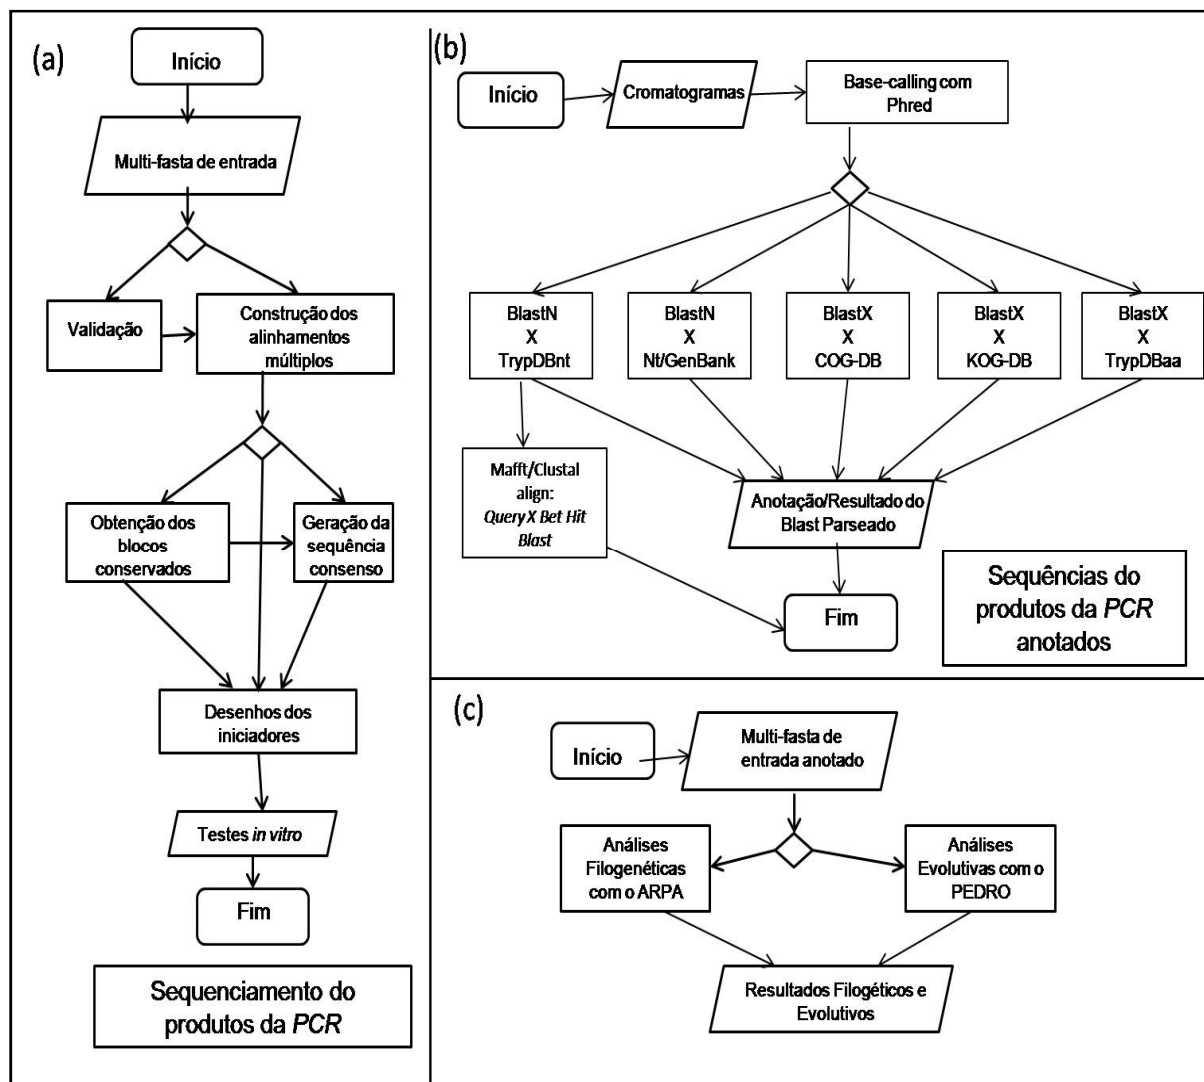 (a)
Início
Multi-fasta de entrada
Validação
Construção dos
alinhamentos
múltiplos
Obtenção dos
blocos
conservados
Geração da
sequência
consenso
Desenhos dos
iniciadores
Testes in vitro
Fim
Sequenciamento do
produtos da PCR
(b)
Início
Cromatogramas
Base-calling com
Phred
BlastN
X
TrypDBnt
BlastN
X
Nt/GenBank
BlastX
X
COG-DB
BlastX
X
KOG-DB
BlastX
X
TrypDBaa
Mafft/Clustal
align:
Query X Bet Hit
Blast
Anotação/Resultado do
Blast Parseado
Fim
Sequências do
produtos da PCR
anotados
(c)
Início
Multi-fasta de
entrada anotado
Análises
Filogenéticas
com o ARPA
Análises
Evolutivas com o
PEDRO
Resultados Filogéticos e
Evolutivos